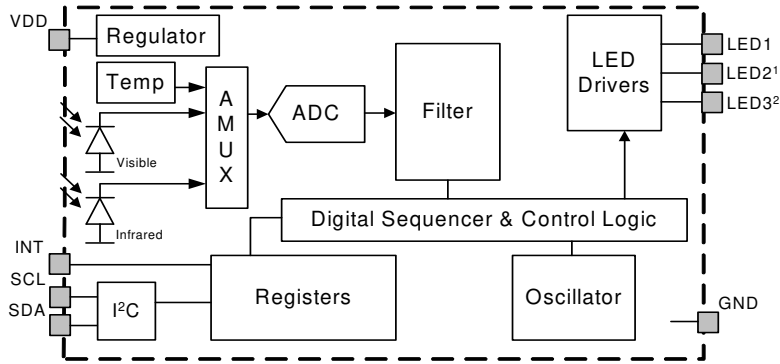 VDD
Regulator
Temp
AMUX
ADC
Filter
LED
Drivers
LED1
LED2¹
LED3²
Visible
Infrared
Digital Sequencer & Control Logic
INT
SCL
SDA
I²C
Registers
Oscillator
GND